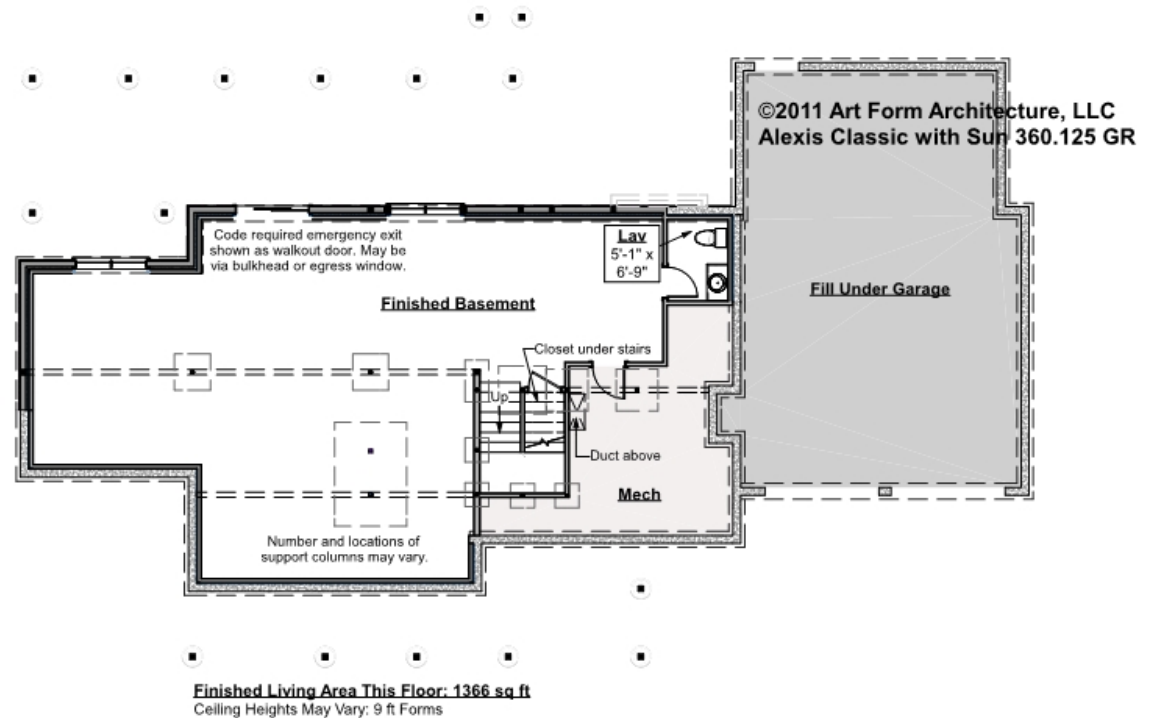 ©2011 Art Form Architecture, LLC
Alexis Classic with Sun 360.125 GR
Code required emergency exit
shown as walkout door. May be
via bulkhead or egress window.
Lav
5'-1" x
6'-9"
Finished Basement
Fill Under Garage
Closet under stairs
Up
Duct above
Mech
Number and locations of
support columns may vary.
Finished Living Area This Floor: 1366 sq ft
Ceiling Heights May Vary: 9 ft Forms